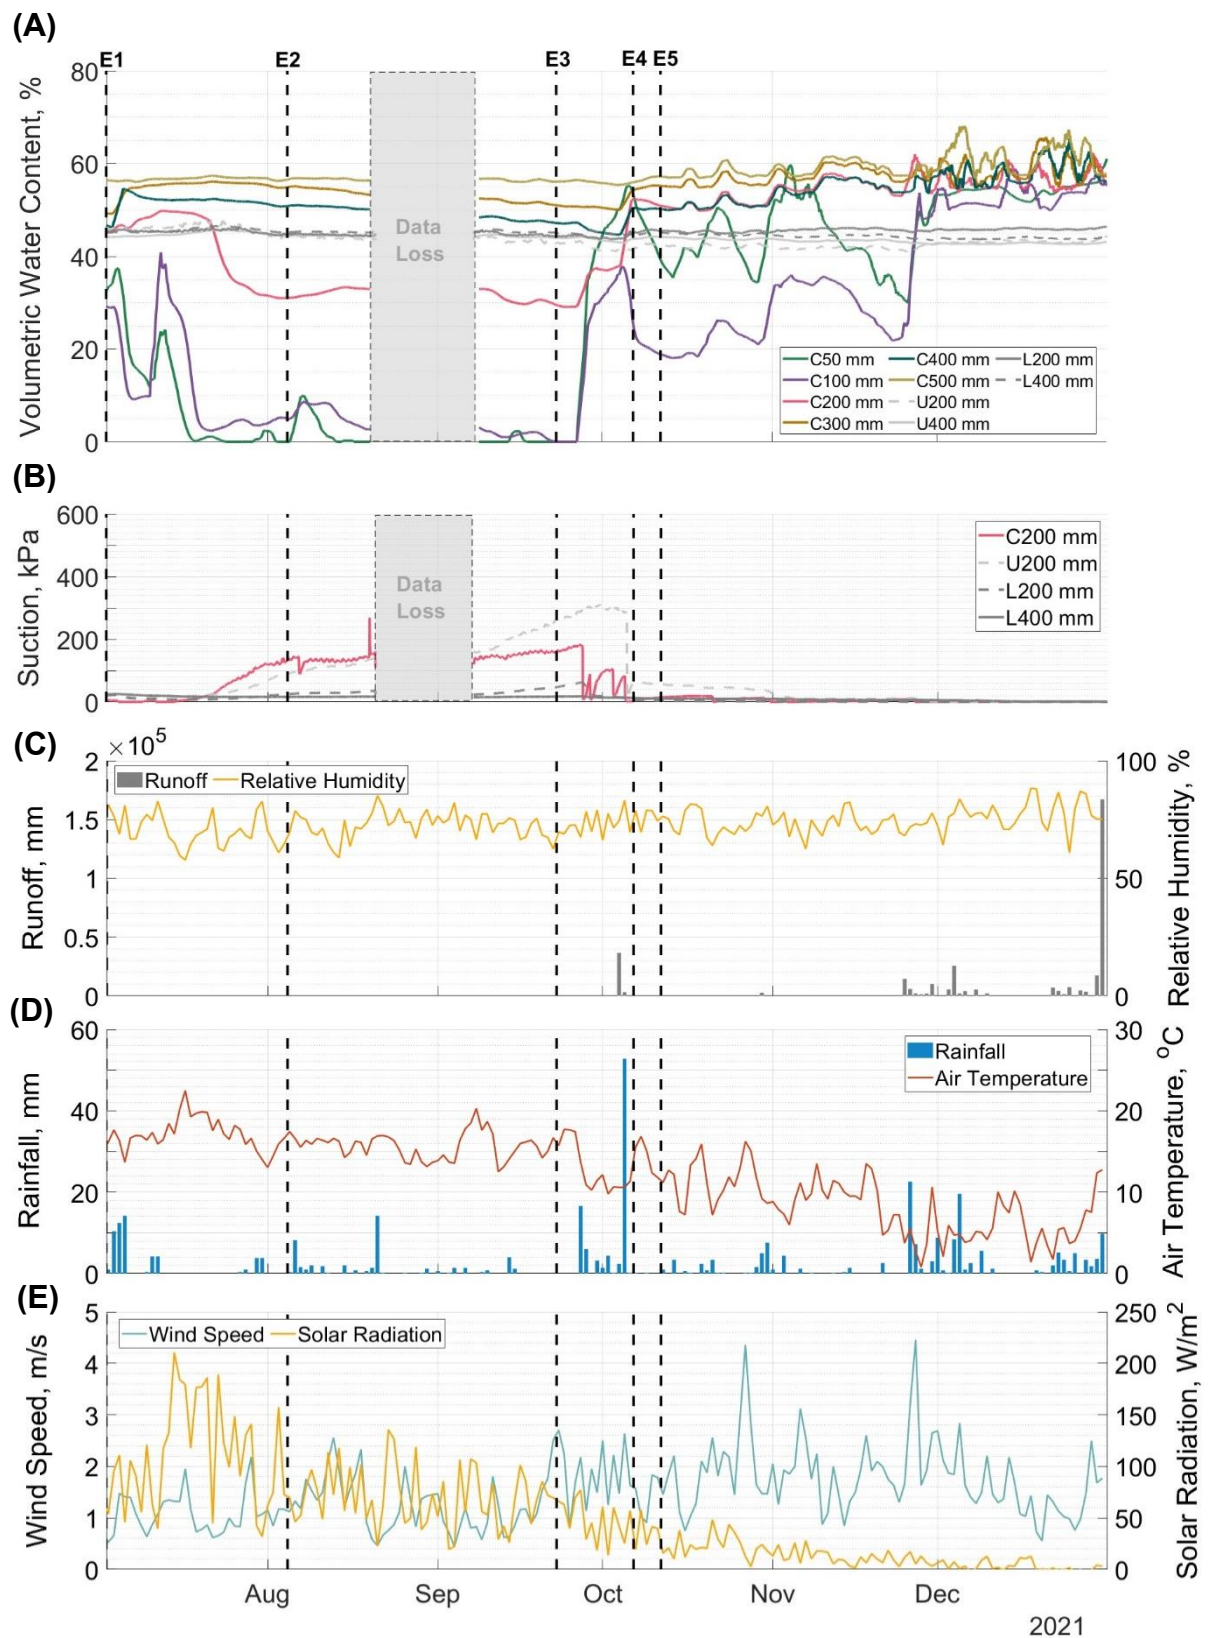 (A)
E1 E2 E3 E4 E5
Volumetric Water Content, %
80
60
40
20
0
Data
Loss
C50 mm C400 mm L200 mm
C100 mm C500 mm L400 mm
C200 mm U200 mm
C300 mm U400 mm
(B)
Suction, kPa
600
400
200
0
Data
Loss
C200 mm
U200 mm
L200 mm
L400 mm
(C)
×10⁵
Runoff, mm
2
1.5
1
0.5
0
Runoff Relative Humidity
100
50
0
Relative Humidity, %
(D)
Rainfall, mm
60
40
20
0
Rainfall
Air Temperature
30
20
10
0
Air Temperature, °C
(E)
Wind Speed, m/s
5
4
3
2
1
0
Wind Speed Solar Radiation
250
200
150
100
50
0
Solar Radiation, W/m²
Aug Sep Oct Nov Dec
2021